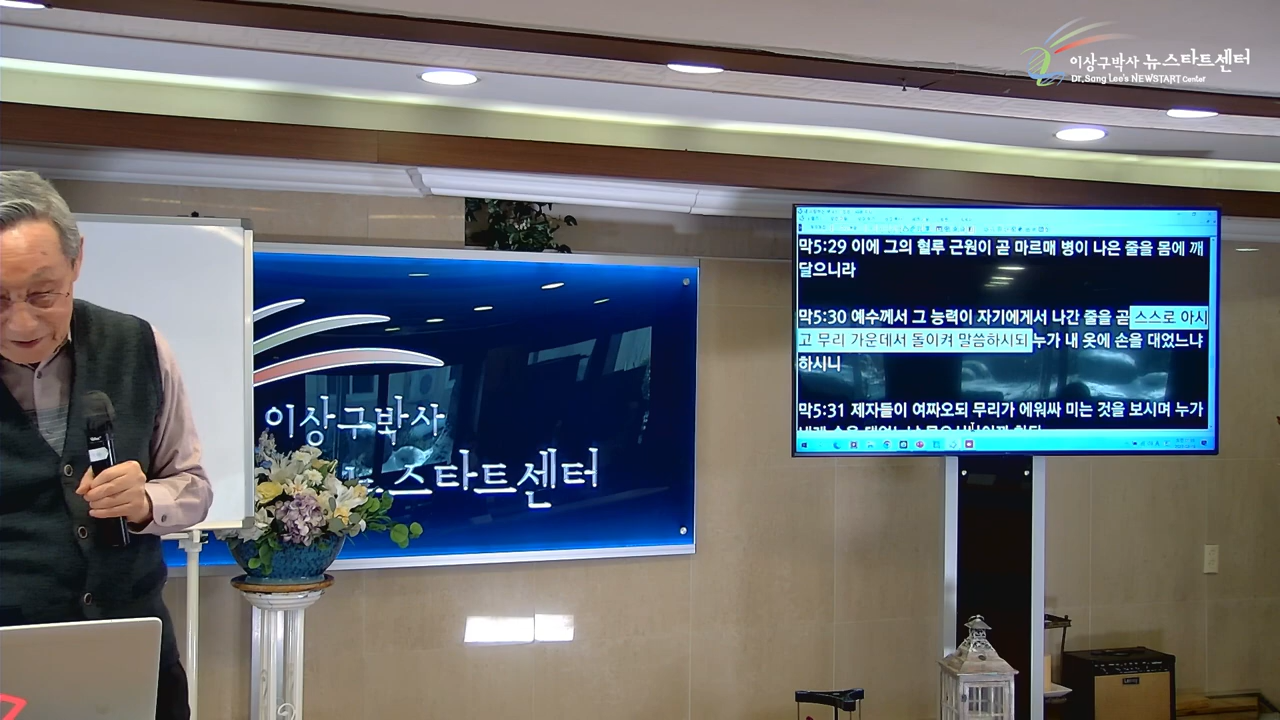 이상구박사 뉴스타트센터
Dr. Sang Lee's NEWSTART Center
막5:29 이에 그의 혈루 근원이 곧 마르매 병이 나은 줄을 몸에 깨
달으니라
막5:30 예수께서 그 능력이 자기에게서 나간 줄을 곧 스스로 아시
고 무리 가운데서 돌이켜 말씀하시되 누가 내 옷에 손을 대었느냐
하시니
막5:31 제자들이 여짜오되 무리가 에워싸 미는 것을 보시며 누가
이상구박사
뉴스타트센터